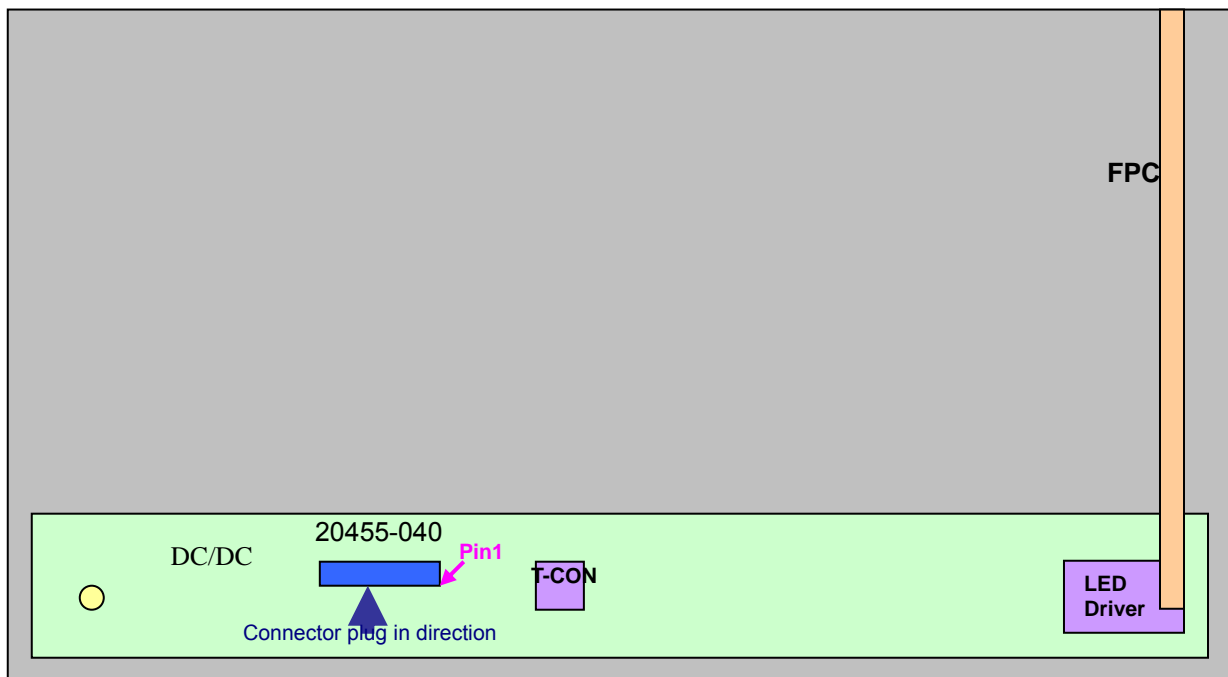 FPC
20455-040
DC/DC
Pin1
T-CON
LED
Driver
Connector plug in direction